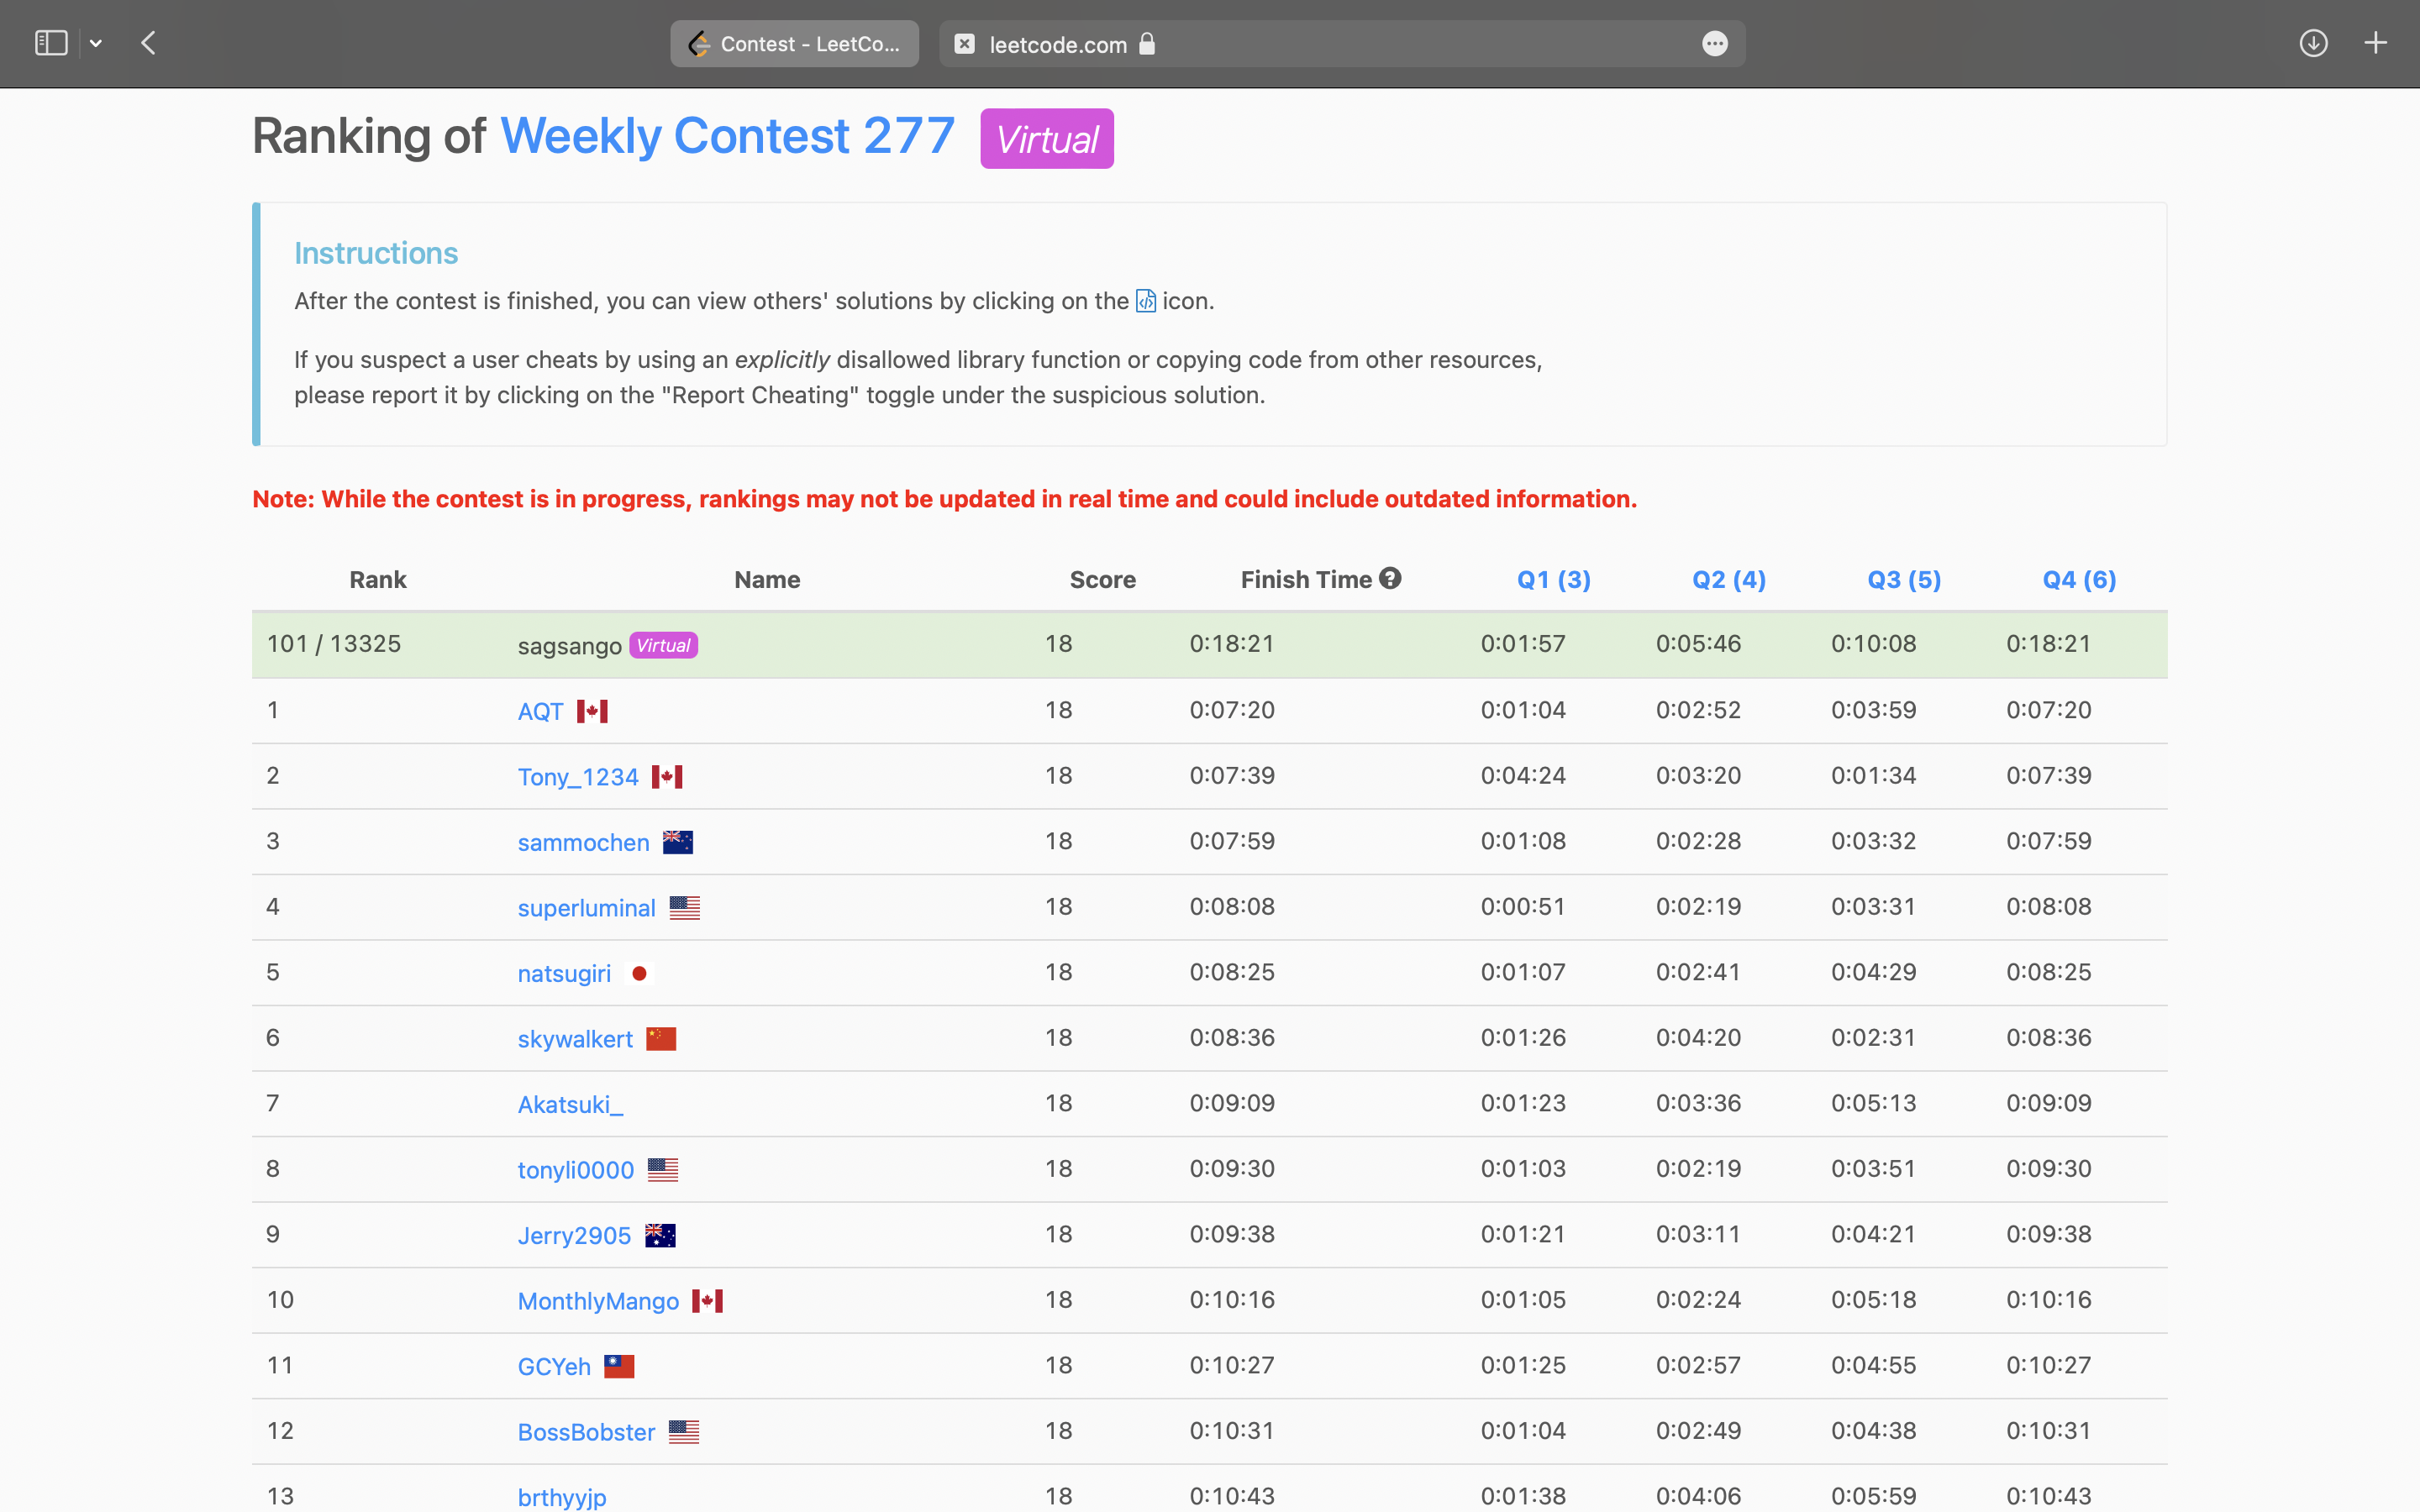 Contest - LeetCo...
leetcode.com
Ranking of Weekly Contest 277 Virtual
Instructions
After the contest is finished, you can view others' solutions by clicking on the icon.
If you suspect a user cheats by using an explicitly disallowed library function or copying code from other resources,
please report it by clicking on the "Report Cheating" toggle under the suspicious solution.
Note: While the contest is in progress, rankings may not be updated in real time and could include outdated information.
Rank Name Score Finish Time Q1 (3) Q2 (4) Q3 (5) Q4 (6)
101 / 13325 sagsango Virtual 18 0:18:21 0:01:57 0:05:46 0:10:08 0:18:21
1 AQT 18 0:07:20 0:01:04 0:02:52 0:03:59 0:07:20
2 Tony_1234 18 0:07:39 0:04:24 0:03:20 0:01:34 0:07:39
3 sammochen 18 0:07:59 0:01:08 0:02:28 0:03:32 0:07:59
4 superluminal 18 0:08:08 0:00:51 0:02:19 0:03:31 0:08:08
5 natsugiri 18 0:08:25 0:01:07 0:02:41 0:04:29 0:08:25
6 skywalkert 18 0:08:36 0:01:26 0:04:20 0:02:31 0:08:36
7 Akatsuki_ 18 0:09:09 0:01:23 0:03:36 0:05:13 0:09:09
8 tonyli0000 18 0:09:30 0:01:03 0:02:19 0:03:51 0:09:30
9 Jerry2905 18 0:09:38 0:01:21 0:03:11 0:04:21 0:09:38
10 MonthlyMango 18 0:10:16 0:01:05 0:02:24 0:05:18 0:10:16
11 GCYeh 18 0:10:27 0:01:25 0:02:57 0:04:55 0:10:27
12 BossBobster 18 0:10:31 0:01:04 0:02:49 0:04:38 0:10:31
13 brthyyjp 18 0:10:43 0:01:38 0:04:06 0:05:59 0:10:43